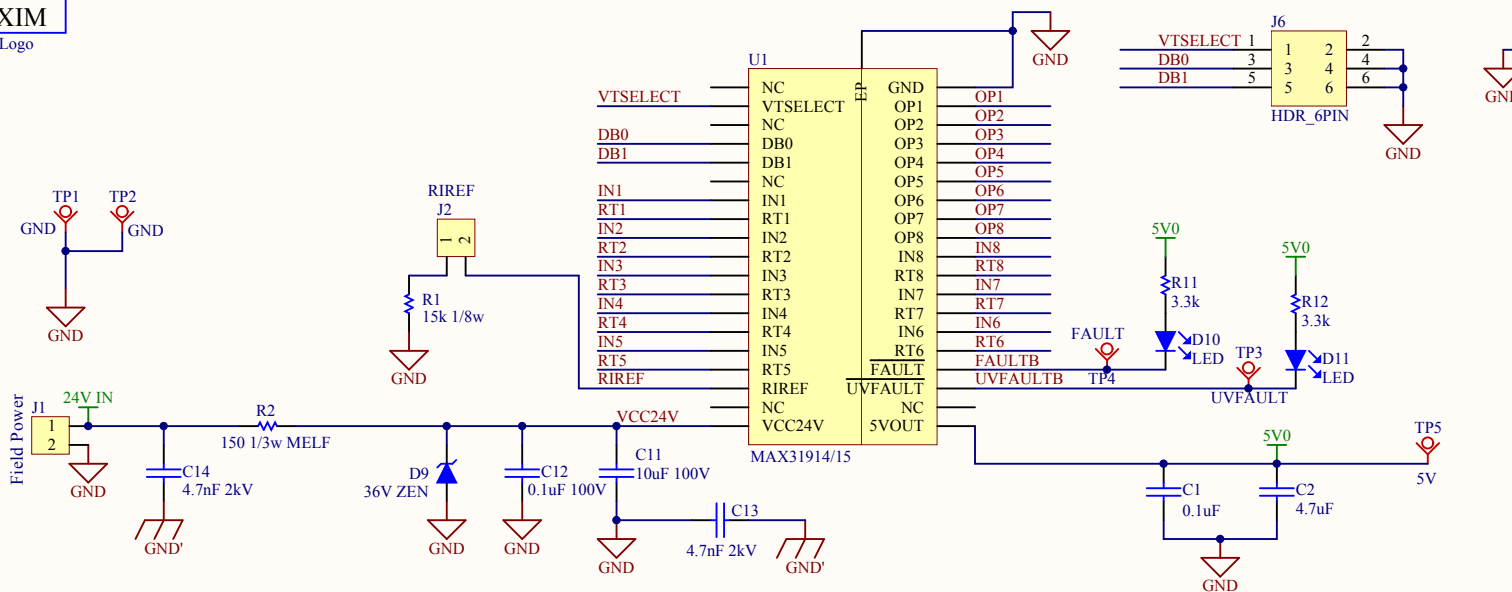 XIM
Logo
U1
MAX31914/15
EP
NC
VTSELECT
NC
DB0
DB1
NC
IN1
RT1
IN2
RT2
IN3
RT3
IN4
RT4
IN5
RT5
RIREF
NC
VCC24V
GND
OP1
OP2
OP3
OP4
OP5
OP6
OP7
OP8
IN8
RT8
IN7
RT7
IN6
RT6
FAULT
UVFAULT
NC
5VOUT
VTSELECT
DB0
DB1
IN1
RT1
IN2
RT2
IN3
RT3
IN4
RT4
IN5
RT5
RIREF
VCC24V
OP1
OP2
OP3
OP4
OP5
OP6
OP7
OP8
IN8
RT8
IN7
RT7
IN6
RT6
FAULTB
UVFAULTB
GND
J6
VTSELECT 1
DB0 3
DB1 5
1 2
3 4
5 6
2
4
6
HDR_6PIN
GND
GND
TP1
GND
TP2
GND
GND
RIREF
J2
1 2
R1
15k 1/8w
GND
Field Power
J1
1
2
24V IN
GND
C14
4.7nF 2kV
GND'
R2
150 1/3w MELF
D9
36V ZEN
GND
C12
0.1uF 100V
GND
C11
10uF 100V
GND
C13
4.7nF 2kV
GND'
FAULT
TP4
5V0
R11
3.3k
D10
LED
TP3
UVFAULT
5V0
R12
3.3k
D11
LED
5V0
TP5
5V
C1
0.1uF
C2
4.7uF
GND